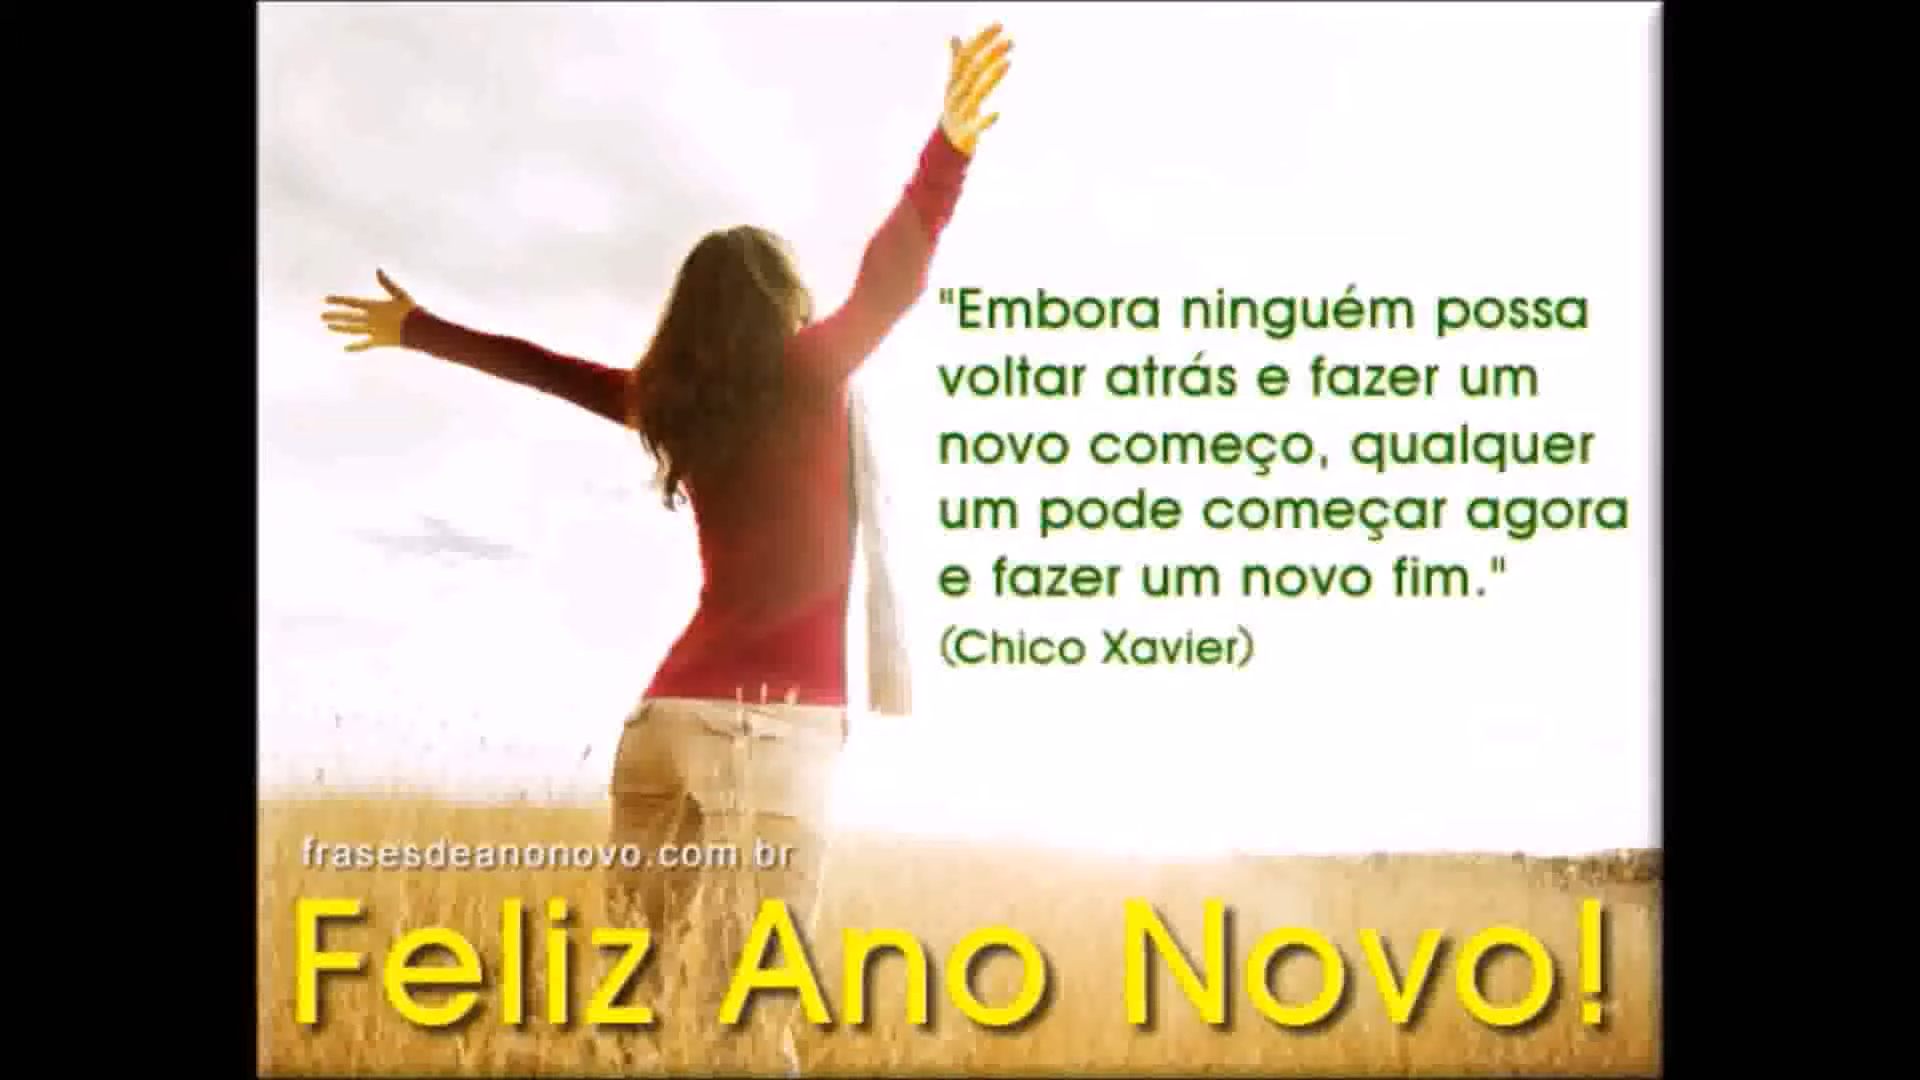 "Embora ninguém possa
voltar atrás e fazer um
novo começo, qualquer
um pode começar agora
e fazer um novo fim."
(Chico Xavier)
frasesdeanonovo.com.br
Feliz Ano Novo!